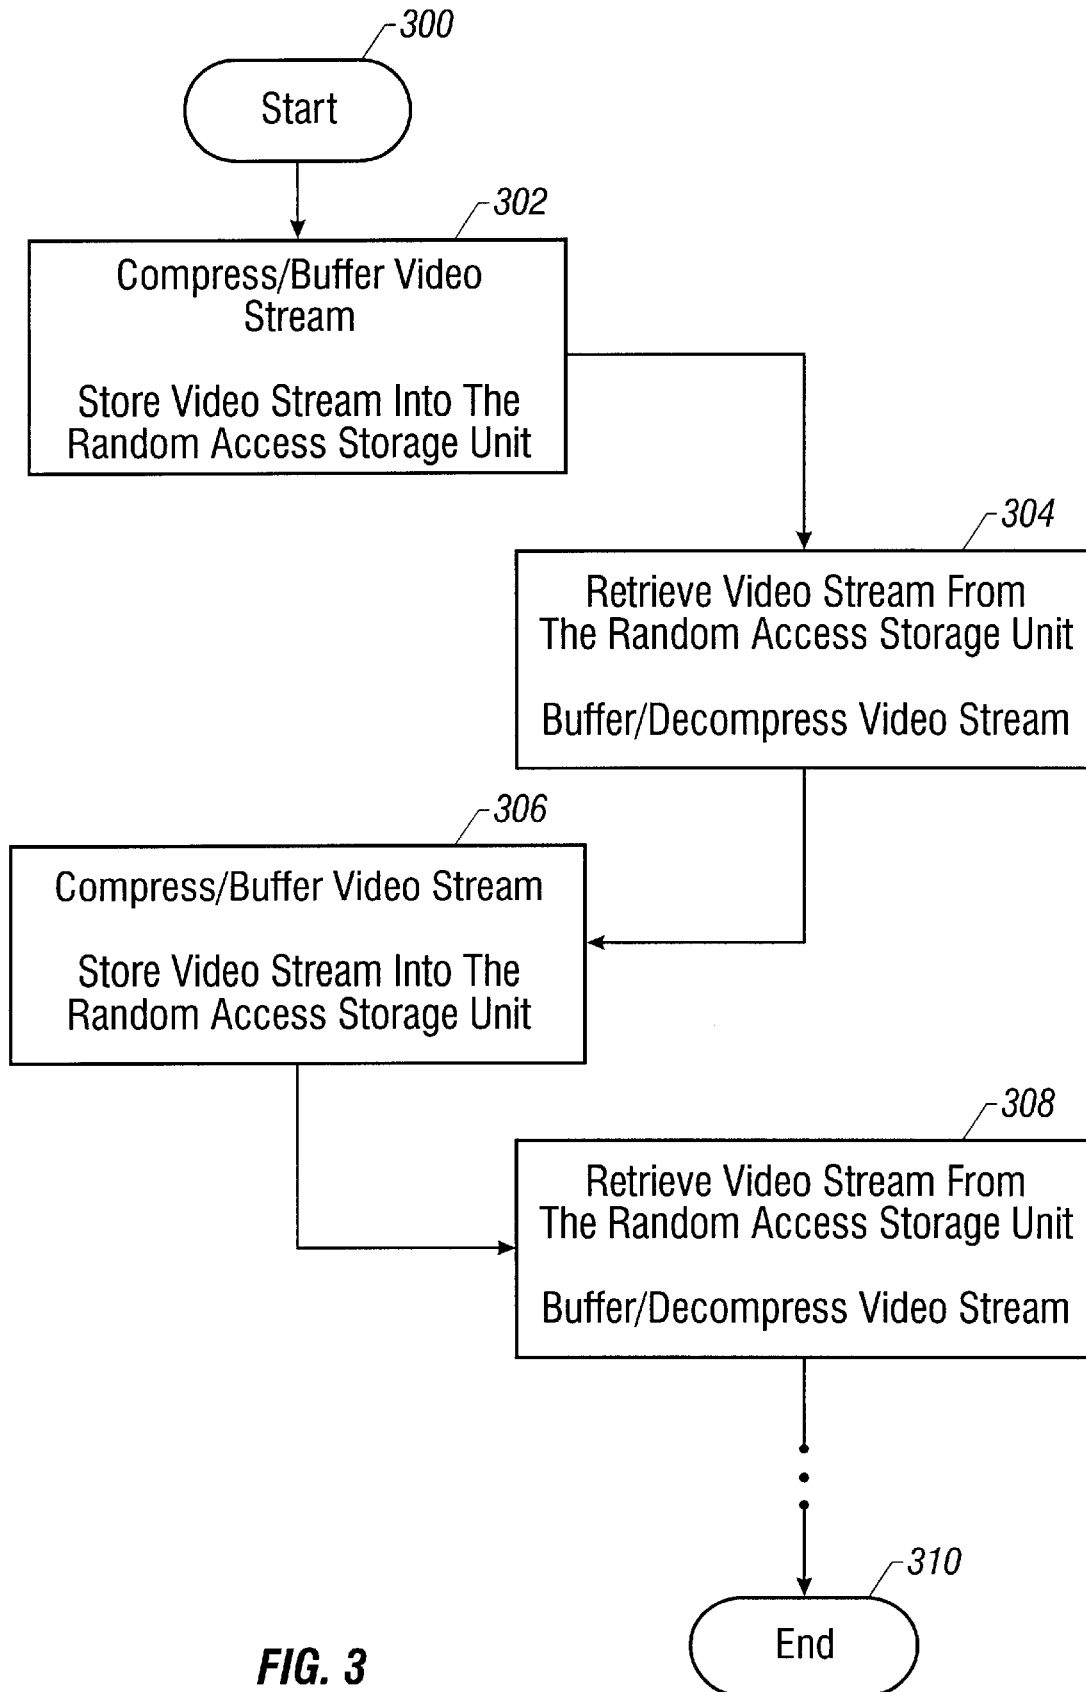 300
Start
302
Compress/Buffer Video
Stream
Store Video Stream Into The
Random Access Storage Unit
304
Retrieve Video Stream From
The Random Access Storage Unit
Buffer/Decompress Video Stream
306
Compress/Buffer Video Stream
Store Video Stream Into The
Random Access Storage Unit
308
Retrieve Video Stream From
The Random Access Storage Unit
Buffer/Decompress Video Stream
310
End
FIG. 3